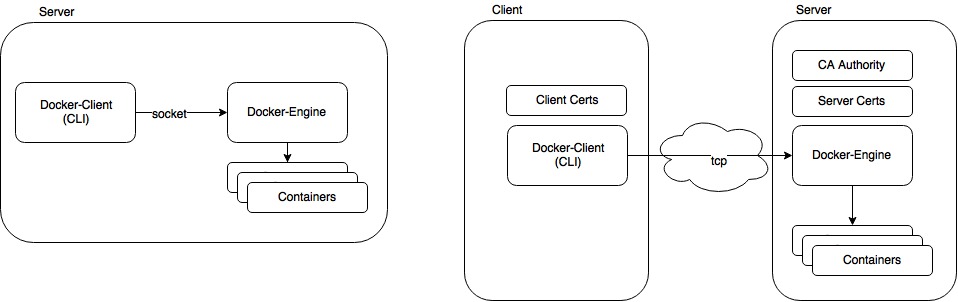 Server
Docker-Client
(CLI)
socket
Docker-Engine
Containers
Client
Client Certs
Docker-Client
(CLI)
tcp
Server
CA Authority
Server Certs
Docker-Engine
Containers